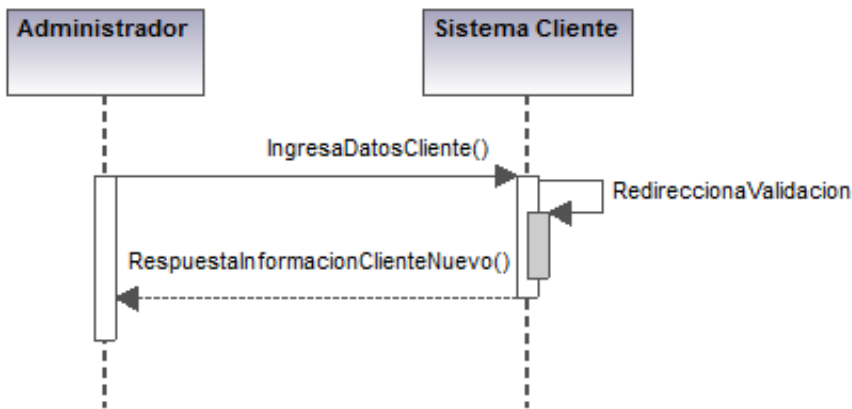 Administrador
Sistema Cliente
IngresaDatosCliente()
RedireccionaValidacion
RespuestaInformacionClienteNuevo()